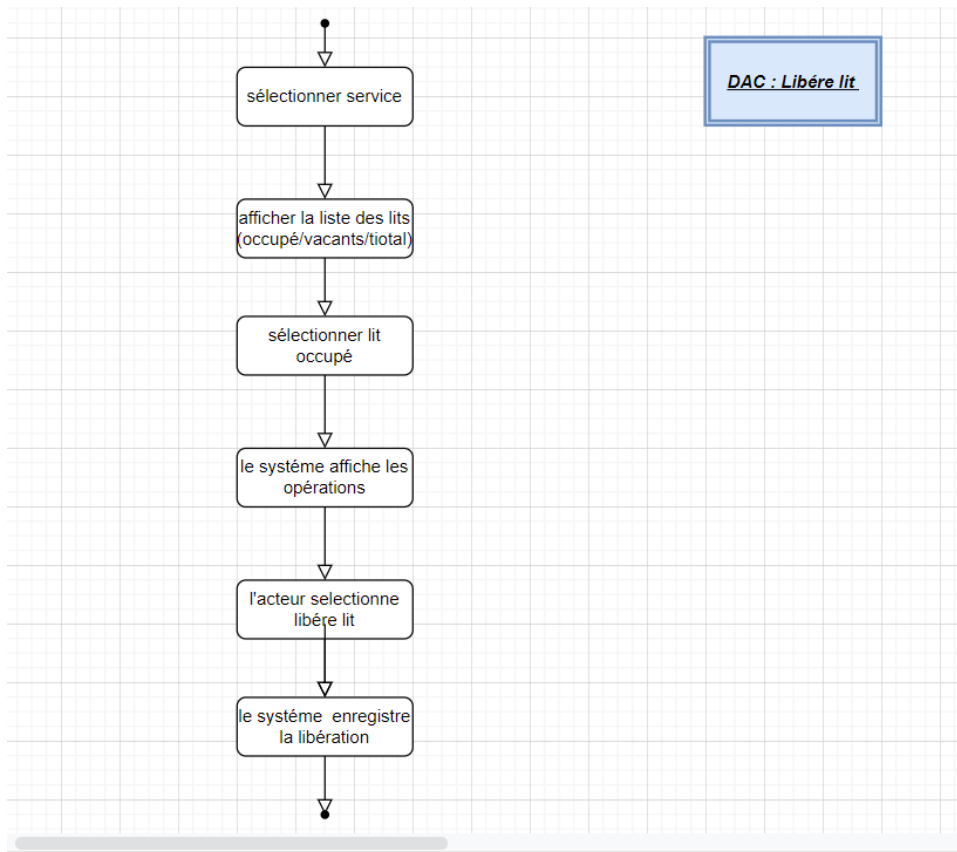 sélectionner service
DAC : Libére lit
afficher la liste des lits
(occupé/vacants/tiotal)
sélectionner lit
occupé
le systéme affiche les
opérations
l'acteur selectionne
libére lit
le systéme enregistre
la libération